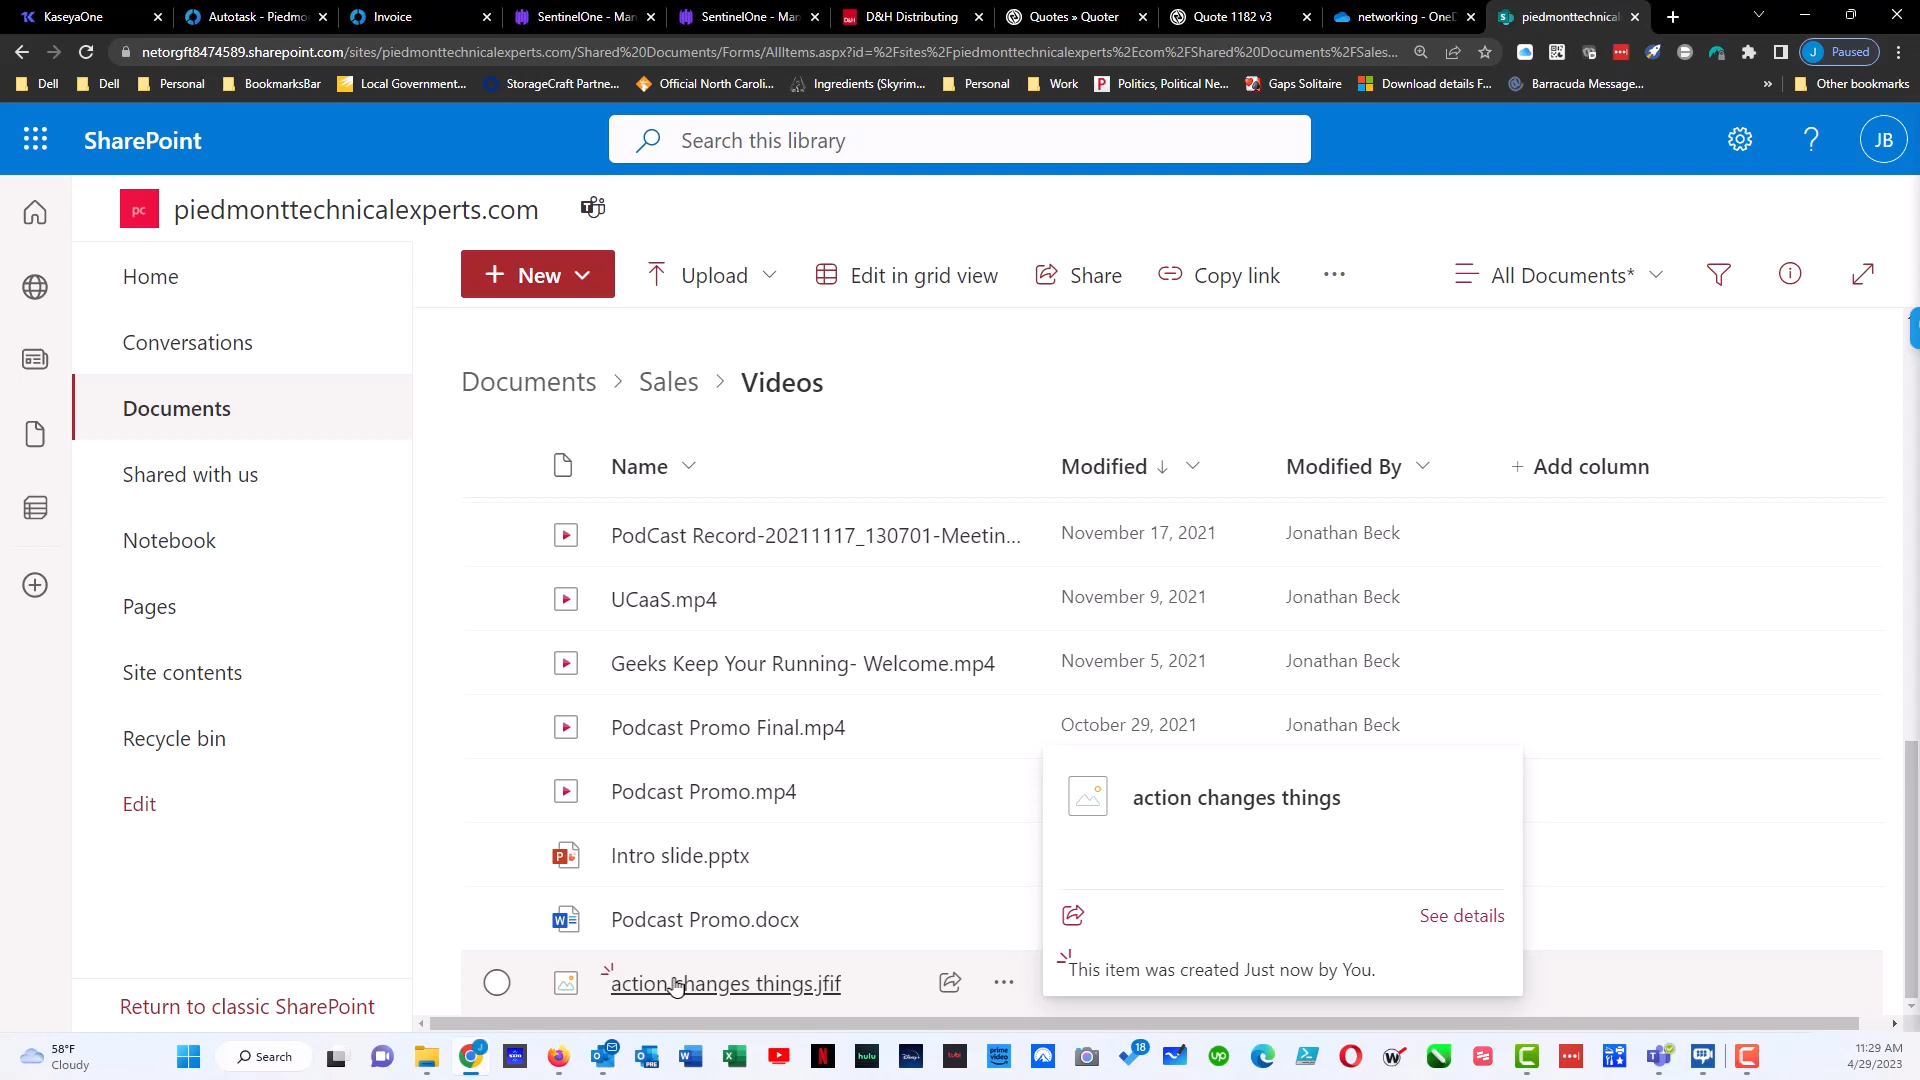 KaseyaOne
Autotask - Piedmo
Invoice
SentinelOne - Man
SentinelOne - Man
D&H Distributing
Quotes » Quoter
Quote 1182 v3
networking - OneD
piedmonttechnical
netorgft8474589.sharepoint.com/sites/piedmonttechnicalexperts.com/Shared%20Documents/Forms/AllItems.aspx?id=%2Fsites%2Fpiedmonttechnicalexperts%2Ecom%2FShared%20Documents%2FSales...
J Paused
Dell
Dell
Personal
BookmarksBar
Local Government...
StorageCraft Partne...
Official North Caroli...
Ingredients (Skyrim...
Personal
Work
Politics, Political Ne...
Gaps Solitaire
Download details F...
Barracuda Message...
»
Other bookmarks
SharePoint
Search this library
JB
pc
piedmonttechnicalexperts.com
Home
Conversations
Documents
Shared with us
Notebook
Pages
Site contents
Recycle bin
Edit
Return to classic SharePoint
New
Upload
Edit in grid view
Share
Copy link
All Documents*
Documents > Sales > Videos
Name
Modified
Modified By
Add column
PodCast Record-20211117_130701-Meetin...
November 17, 2021
Jonathan Beck
UCaaS.mp4
November 9, 2021
Jonathan Beck
Geeks Keep Your Running- Welcome.mp4
November 5, 2021
Jonathan Beck
Podcast Promo Final.mp4
October 29, 2021
Jonathan Beck
Podcast Promo.mp4
Intro slide.pptx
Podcast Promo.docx
action changes things.jfif
action changes things
See details
This item was created Just now by You.
58°F
Cloudy
Search
hulu
18
11:29 AM
4/29/2023